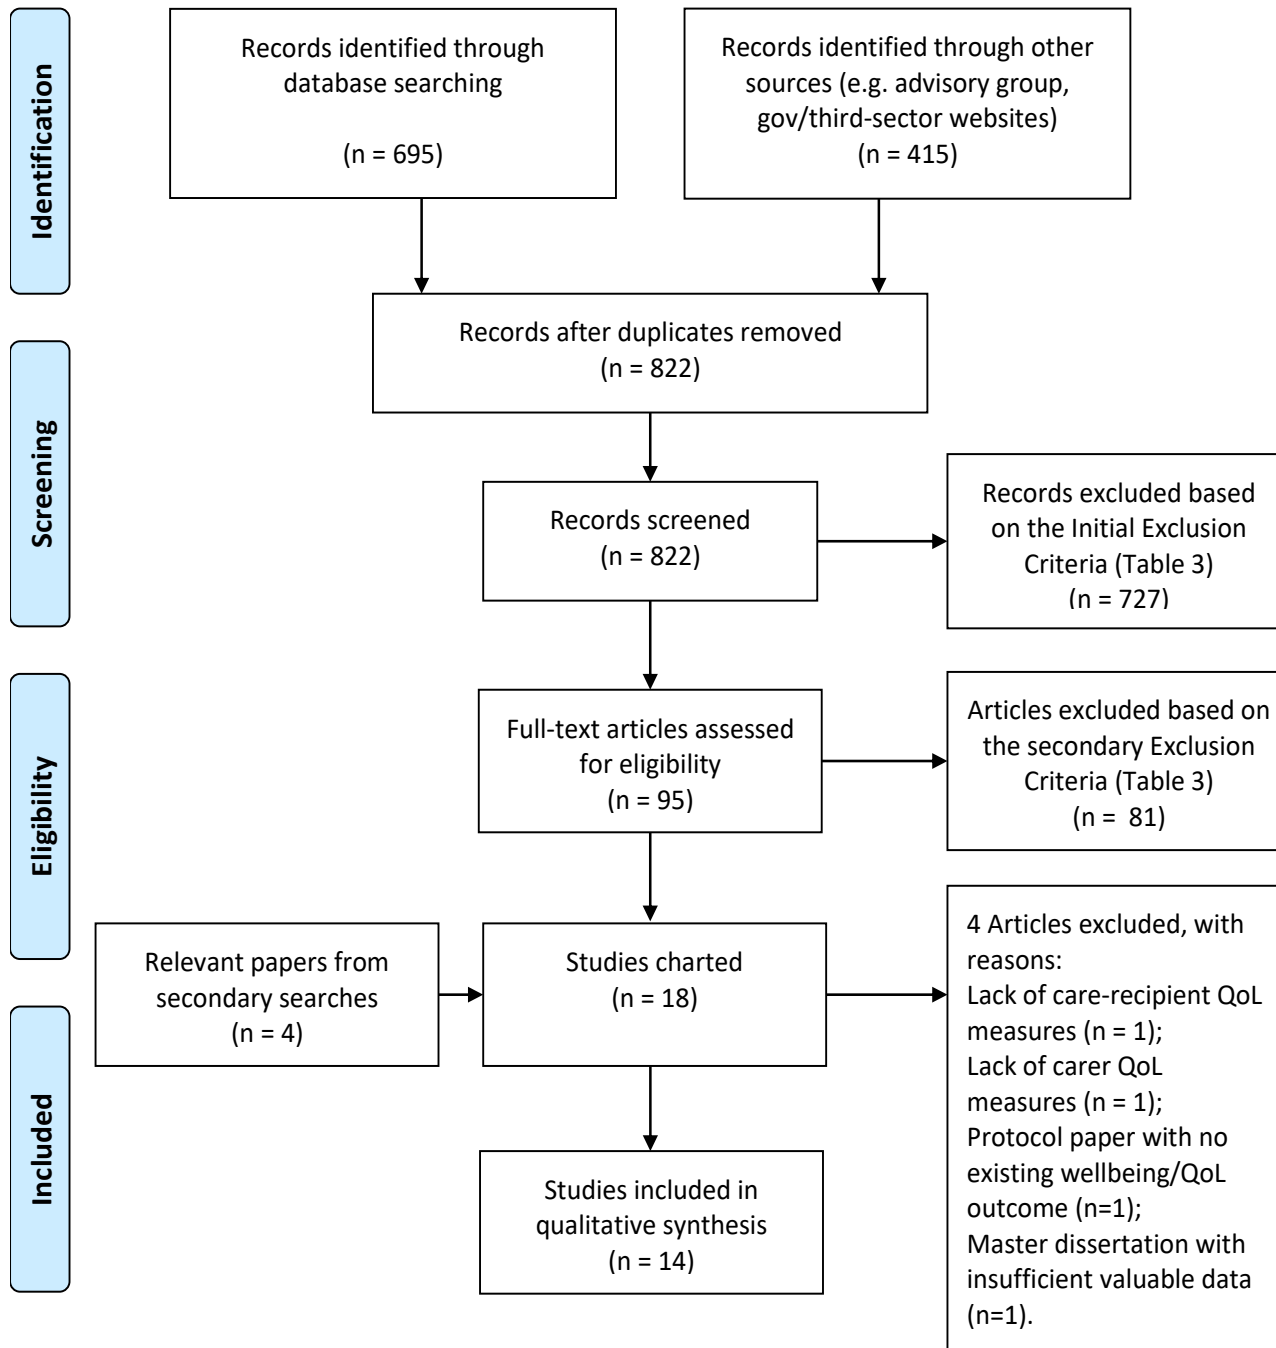 Identification
Records identified through
database searching
(n = 695)
Records identified through other
sources (e.g. advisory group,
gov/third-sector websites)
(n = 415)
Records after duplicates removed
(n = 822)
Screening
Records screened
(n = 822)
Records excluded based
on the Initial Exclusion
Criteria (Table 3)
(n = 727)
Eligibility
Full-text articles assessed
for eligibility
(n = 95)
Articles excluded based on
the secondary Exclusion
Criteria (Table 3)
(n =  81)
Relevant papers from
secondary searches
(n = 4)
Studies charted
(n = 18)
4 Articles excluded, with
reasons:
Lack of care-recipient QoL
measures (n = 1);
Lack of carer QoL
measures (n = 1);
Protocol paper with no
existing wellbeing/QoL
outcome (n=1);
Master dissertation with
insufficient valuable data
(n=1).
Included
Studies included in
qualitative synthesis
(n = 14)